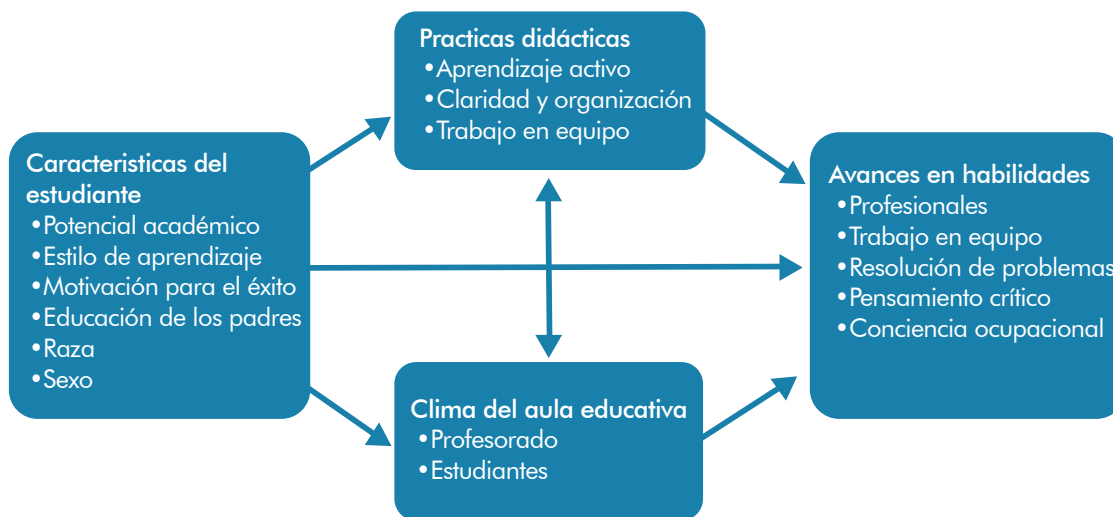 Practicas didácticas
•Aprendizaje activo
•Claridad y organización
•Trabajo en equipo
Caracteristicas del
estudiante
•Potencial académico
•Estilo de aprendizaje
•Motivación para el éxito
•Educación de los padres
•Raza
•Sexo
Avances en habilidades
•Profesionales
•Trabajo en equipo
•Resolución de problemas
•Pensamiento crítico
•Conciencia ocupacional
Clima del aula educativa
•Profesorado
•Estudiantes